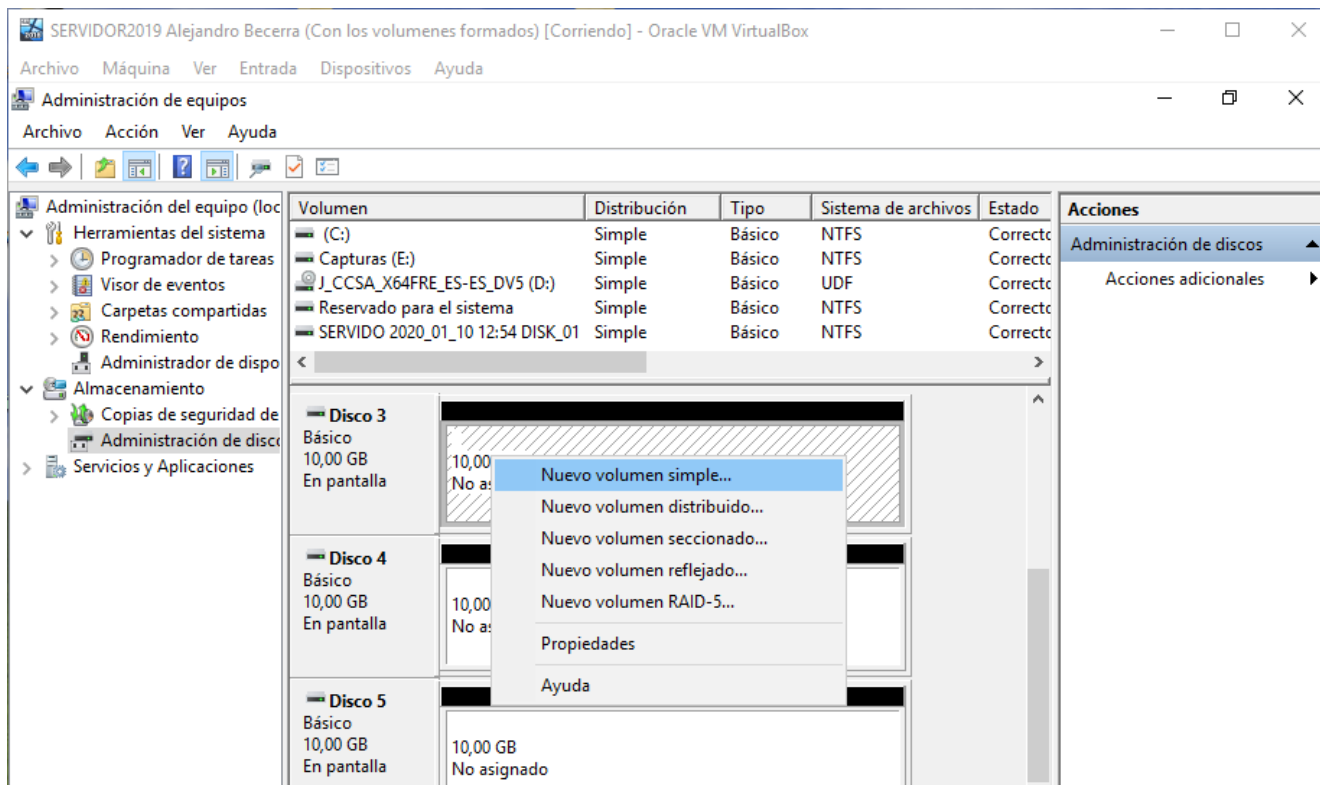 SERVIDOR2019 Alejandro Becerra (Con los volumenes formados) [Corriendo] - Oracle VM VirtualBox
Archivo Máquina Ver Entrada Dispositivos Ayuda
Administración de equipos
Archivo Acción Ver Ayuda
Administración del equipo (loc
Herramientas del sistema
Programador de tareas
Visor de eventos
Carpetas compartidas
Rendimiento
Administrador de dispo
Almacenamiento
Copias de seguridad de
Administración de disco
Servicios y Aplicaciones
Volumen Distribución Tipo Sistema de archivos Estado
(C:) Simple Básico NTFS Correcto
Capturas (E:) Simple Básico NTFS Correcto
J_CCSA_X64FRE_ES-ES_DV5 (D:) Simple Básico UDF Correcto
Reservado para el sistema Simple Básico NTFS Correcto
SERVIDO 2020_01_10 12:54 DISK_01 Simple Básico NTFS Correcto
Disco 3
Básico
10,00 GB
En pantalla
10,00
No as
Nuevo volumen simple...
Nuevo volumen distribuido...
Nuevo volumen seccionado...
Nuevo volumen reflejado...
Nuevo volumen RAID-5...
Propiedades
Ayuda
Disco 4
Básico
10,00 GB
En pantalla
10,00
No as
Disco 5
Básico
10,00 GB
En pantalla
10,00 GB
No asignado
Acciones
Administración de discos
Acciones adicionales